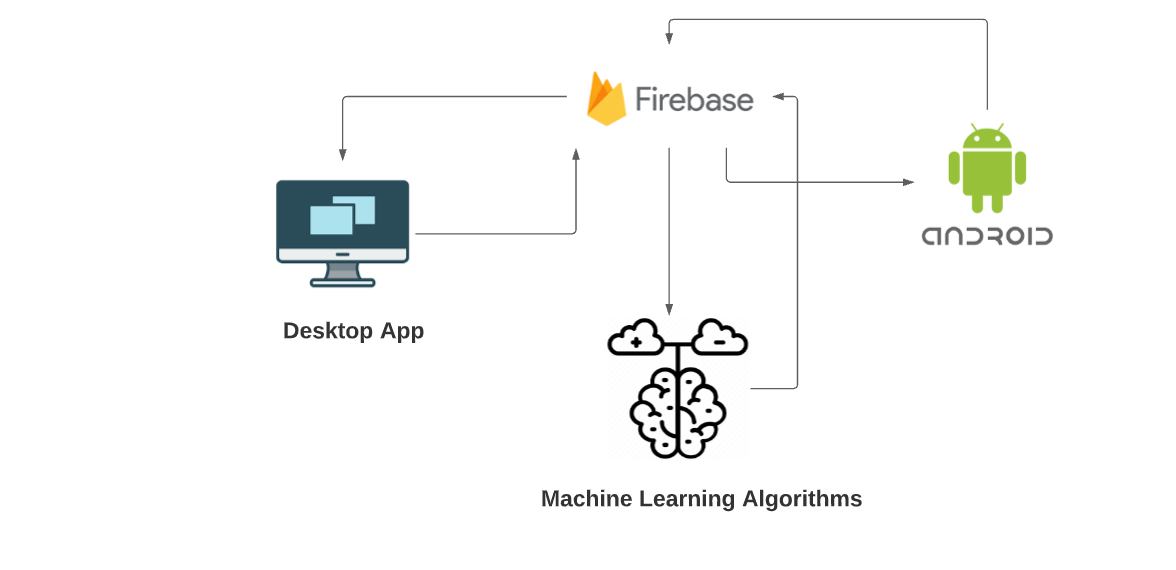 Firebase
ANDROID
Desktop App
Machine Learning Algorithms